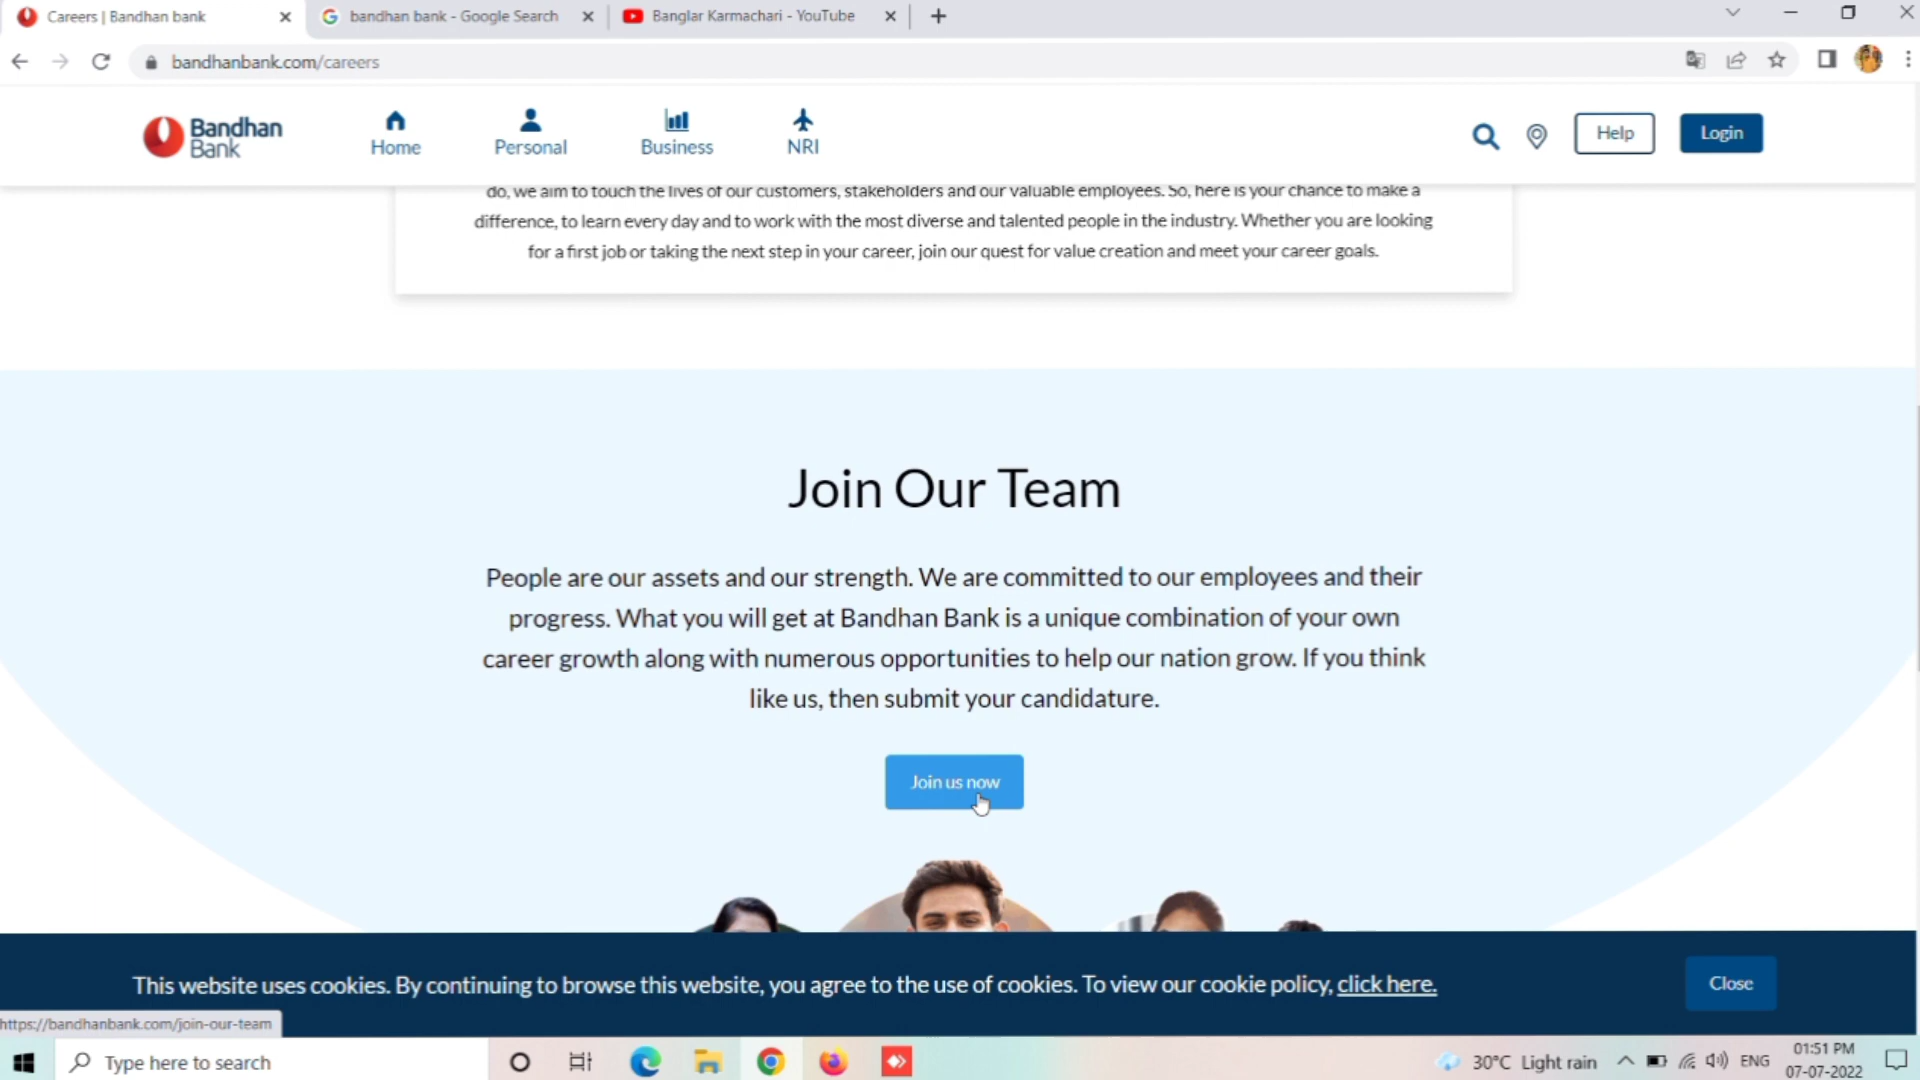 Careers | Bandhan bank
bandhan bank - Google Search
Banglar Karmachari - YouTube
bandhanbank.com/careers
Bandhan
Bank
Home
Personal
Business
NRI
Help
Login
do, we aim to touch the lives of our customers, stakeholders and our valuable employees. So, here is your chance to make a
difference, to learn every day and to work with the most diverse and talented people in the industry. Whether you are looking
for a first job or taking the next step in your career, join our quest for value creation and meet your career goals.
Join Our Team
People are our assets and our strength. We are committed to our employees and their
progress. What you will get at Bandhan Bank is a unique combination of your own
career growth along with numerous opportunities to help our nation grow. If you think
like us, then submit your candidature.
Join us now
This website uses cookies. By continuing to browse this website, you agree to the use of cookies. To view our cookie policy, click here.
Close
https://bandhanbank.com/join-our-team
Type here to search
30°C Light rain
ENG
01:51 PM
07-07-2022